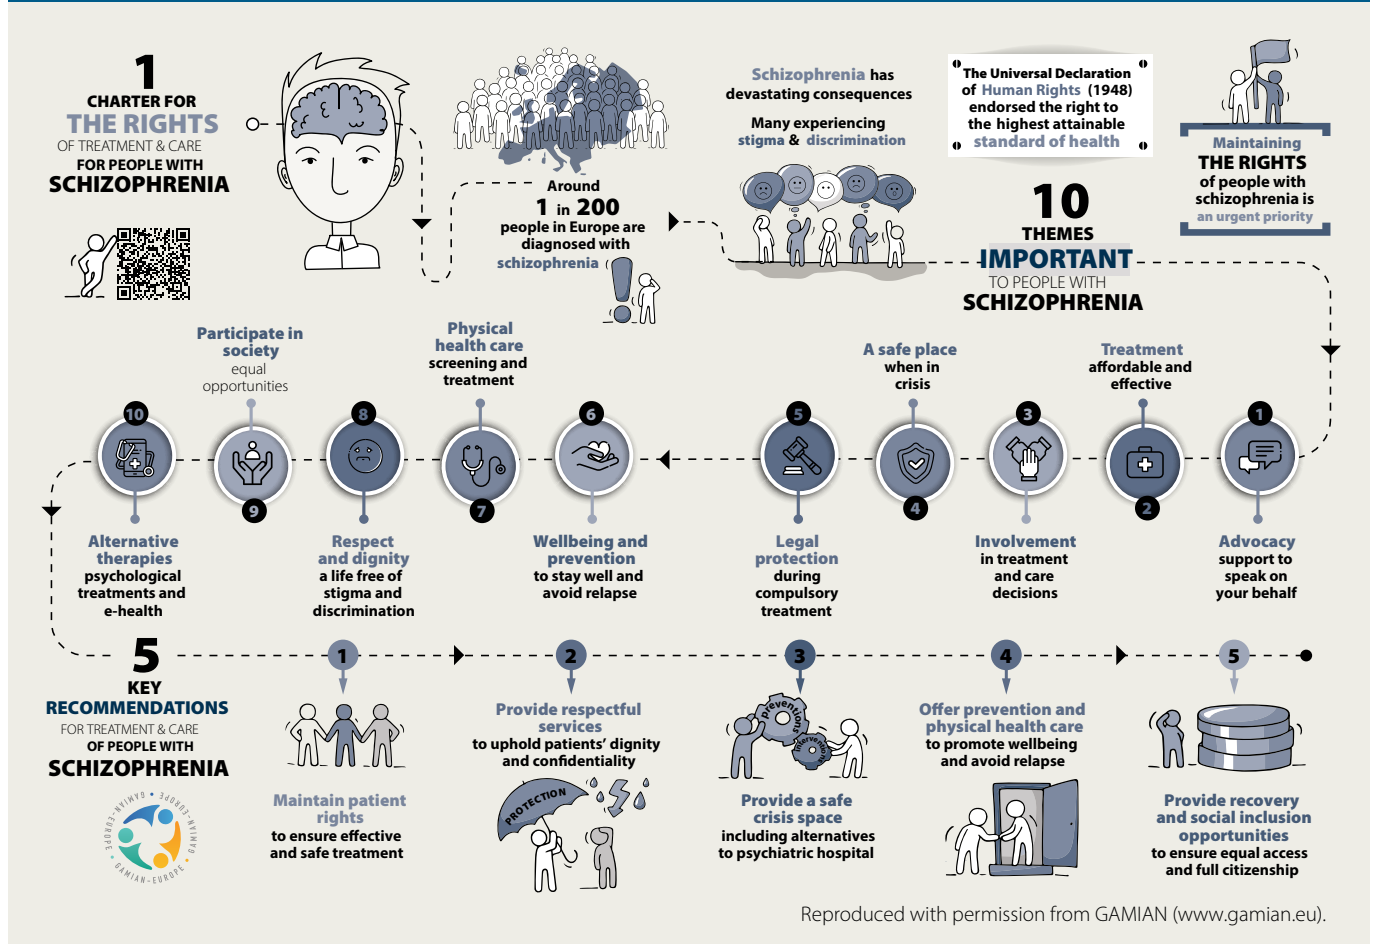 1
CHARTER FOR
THE RIGHTS
OF TREATMENT & CARE
FOR PEOPLE WITH
SCHIZOPHRENIA
Around
1 in 200
people in Europe are
diagnosed with
schizophrenia
Schizophrenia has
devastating consequences
Many experiencing
stigma & discrimination
The Universal Declaration
of Human Rights (1948)
endorsed the right to
the highest attainable
standard of health
10
THEMES
IMPORTANT
TO PEOPLE WITH
SCHIZOPHRENIA
Maintaining
THE RIGHTS
of people with
schizophrenia is
an urgent priority
1
Advocacy
support to
speak on
your behalf
Treatment
affordable and
effective
2
3
Involvement
in treatment
and care
decisions
A safe place
when in
crisis
4
5
Legal
protection
during
compulsory
treatment
6
Wellbeing and
prevention
to stay well and
avoid relapse
Physical
health care
screening and
treatment
7
8
Respect
and dignity
a life free of
stigma and
discrimination
Participate in
society
equal
opportunities
9
10
Alternative
therapies
psychological
treatments and
e-health
5
KEY
RECOMMENDATIONS
FOR TREATMENT & CARE
OF PEOPLE WITH
SCHIZOPHRENIA
GAMIAN-EUROPE • GAMIAN-EUROPE • GAMIAN-EUROPE •
1
Maintain patient
rights
to ensure effective
and safe treatment
2
Provide respectful
services
to uphold patients’ dignity
and confidentiality
PROTECTION
3
preventions
interventions
Provide a safe
crisis space
including alternatives
to psychiatric hospital
4
Offer prevention and
physical health care
to promote wellbeing
and avoid relapse
5
Provide recovery
and social inclusion
opportunities
to ensure equal access
and full citizenship
Reproduced with permission from GAMIAN (www.gamian.eu).